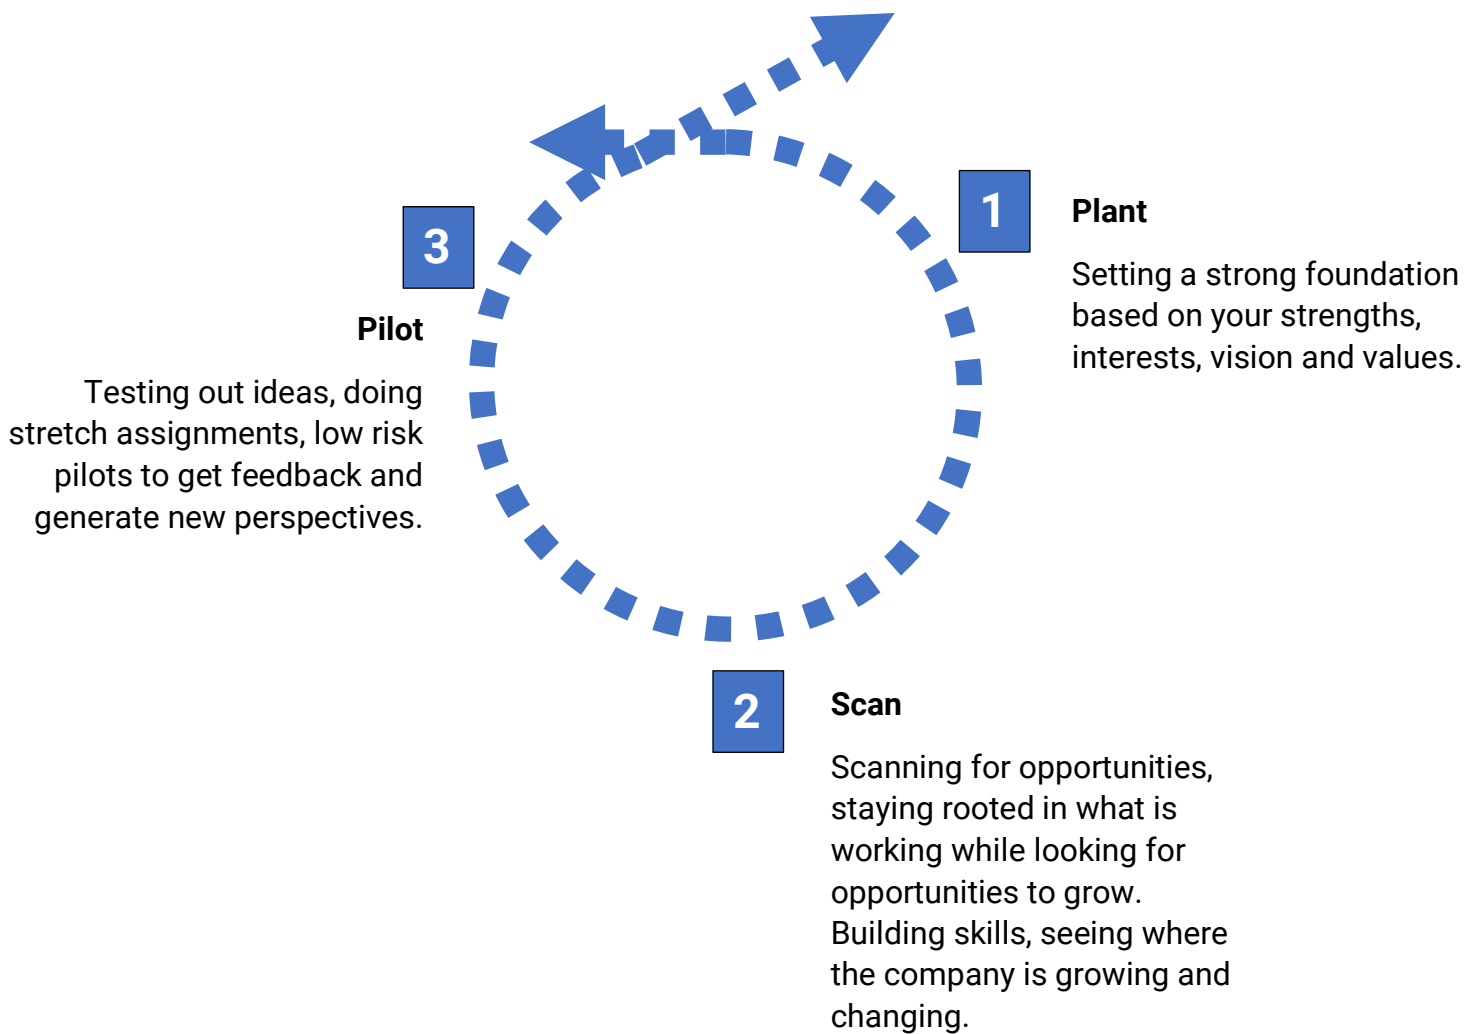 1
Plant
Setting a strong foundation
based on your strengths,
interests, vision and values.
2
Scan
Scanning for opportunities,
staying rooted in what is
working while looking for
opportunities to grow.
Building skills, seeing where
the company is growing and
changing.
3
Pilot
Testing out ideas, doing
stretch assignments, low risk
pilots to get feedback and
generate new perspectives.